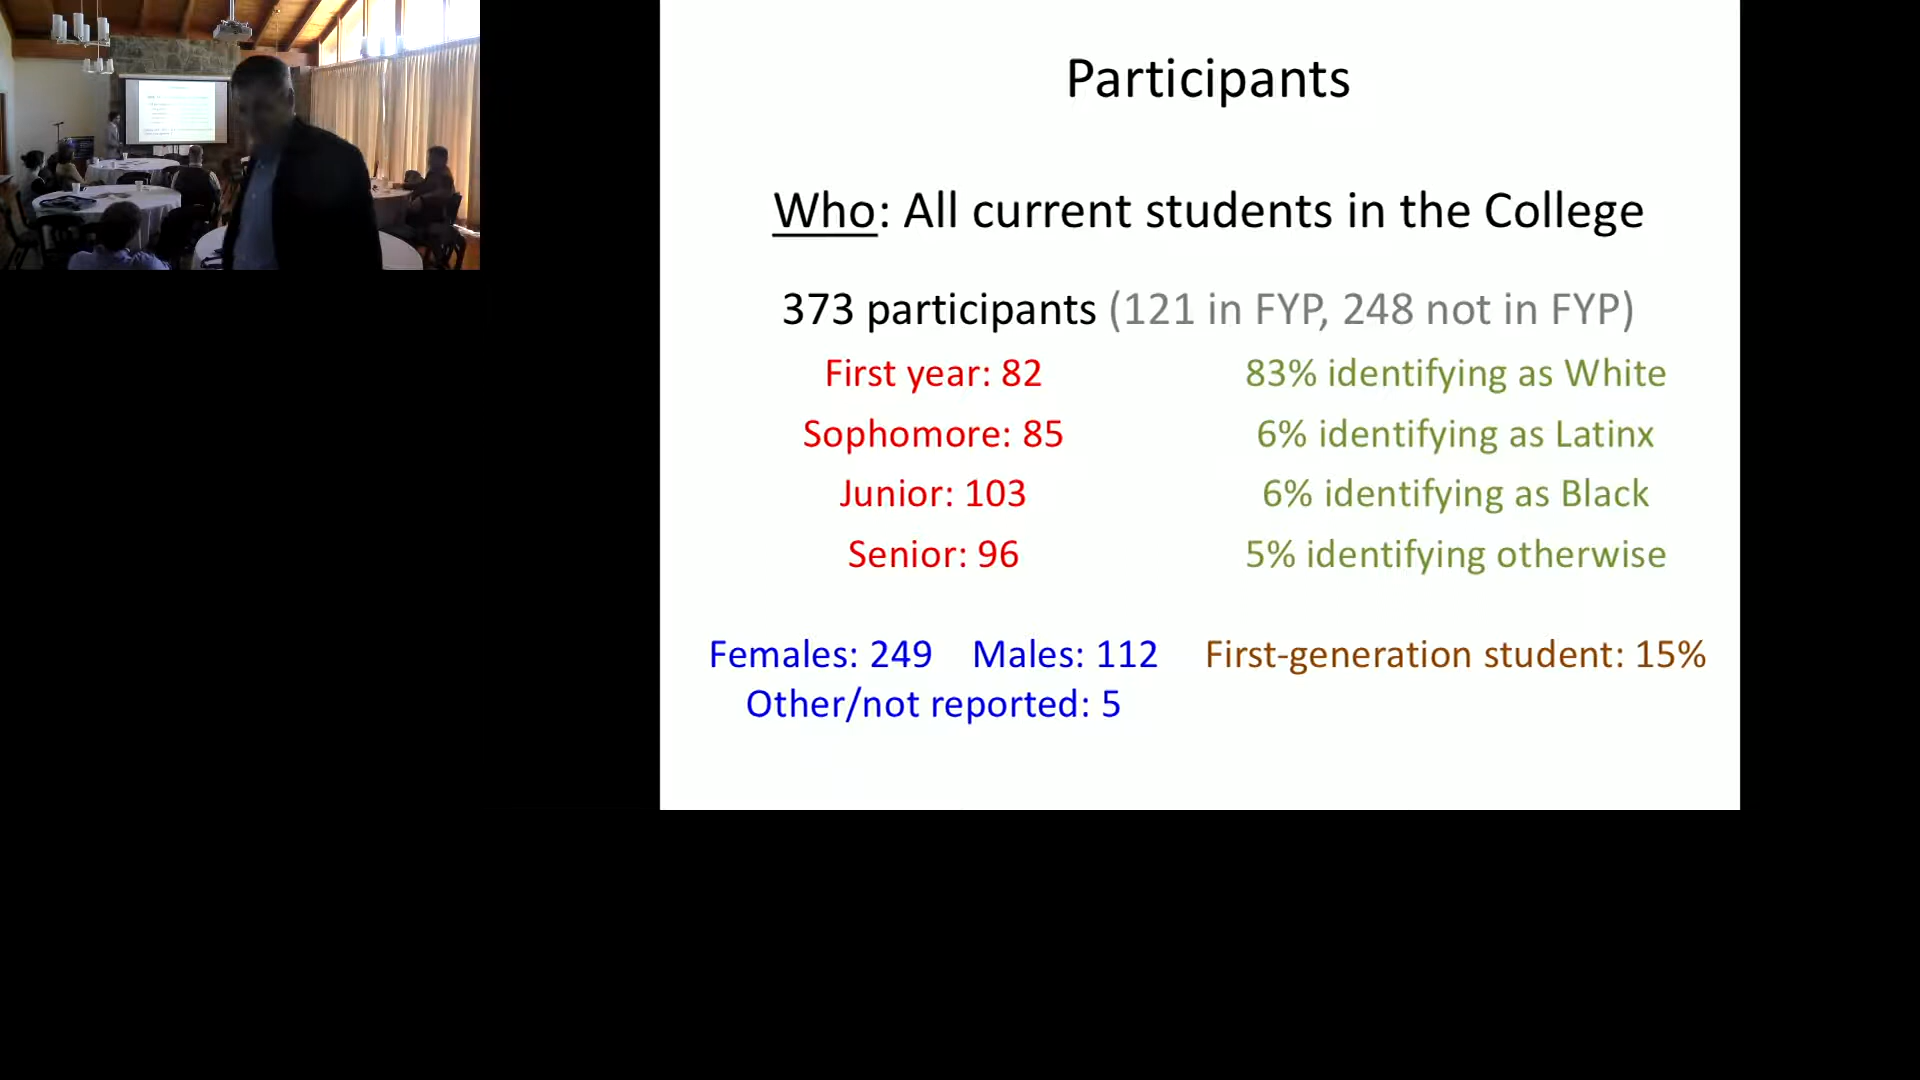 Participants
Who: All current students in the College
373 participants (121 in FYP, 248 not in FYP)
First year: 82
83% identifying as White
Sophomore: 85
6% identifying as Latinx
Junior: 103
6% identifying as Black
Senior: 96
5% identifying otherwise
Females: 249 Males: 112
First-generation student: 15%
Other/not reported: 5